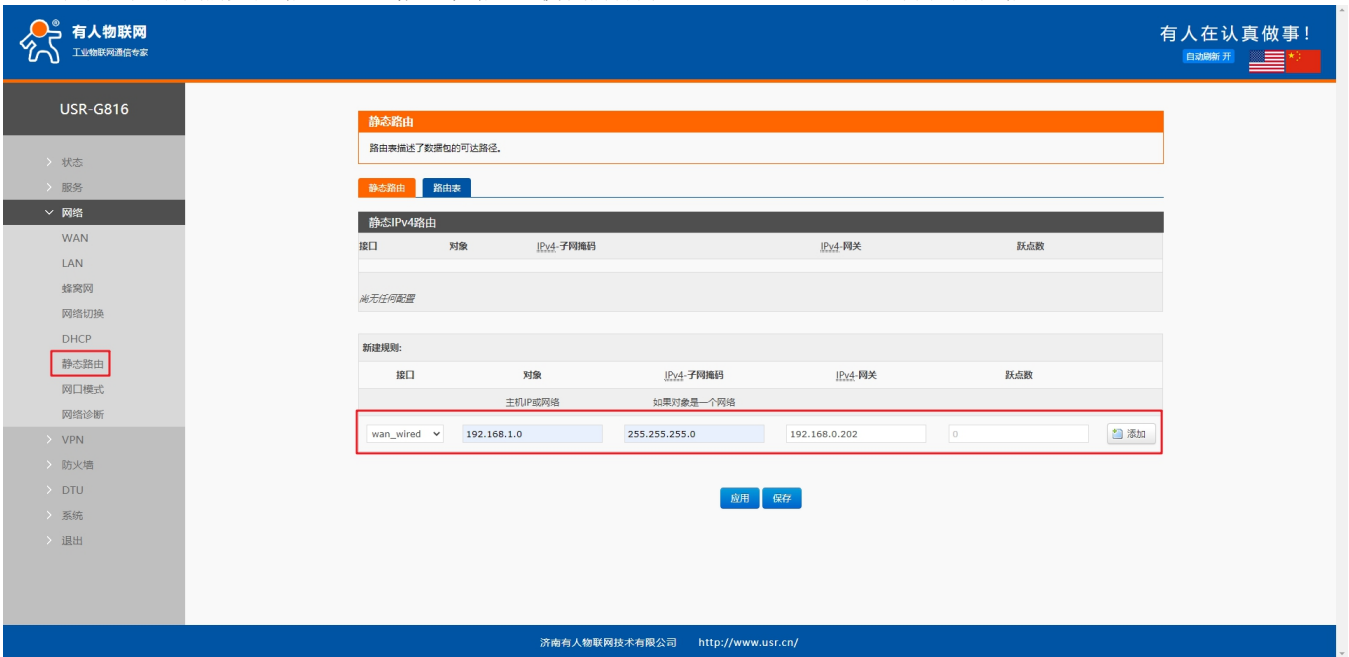 有人物联网
工业物联网通信专家
有人在认真做事!
自动刷新 开
USR-G816
状态
服务
网络
WAN
LAN
蜂窝网
网络切换
DHCP
静态路由
网口模式
网络诊断
VPN
防火墙
DTU
系统
退出
静态路由
路由表描述了数据包的可达路径。
静态路由 路由表
静态IPv4路由
接口 对象 IPv4-子网掩码 IPv4-网关 跃点数
尚无任何配置
新建规则:
接口 对象 IPv4-子网掩码 IPv4-网关 跃点数
主机IP或网络 如果对象是一个网络
wan_wired 192.168.1.0 255.255.255.0 192.168.0.202 0 添加
应用 保存
济南有人物联网技术有限公司 http://www.usr.cn/